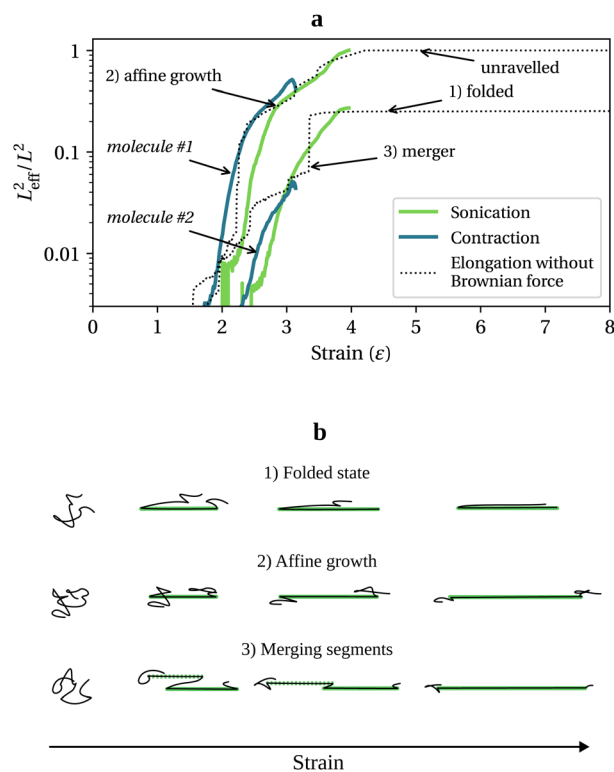 a
1
0.1
0.01
L²eff/L²
2) affine growth
molecule #1
molecule #2
unravelled
1) folded
3) merger
Sonication
Contraction
Elongation without
Brownian force
0 1 2 3 4 5 6 7 8
Strain (ε)
b
1) Folded state
2) Affine growth
3) Merging segments
Strain